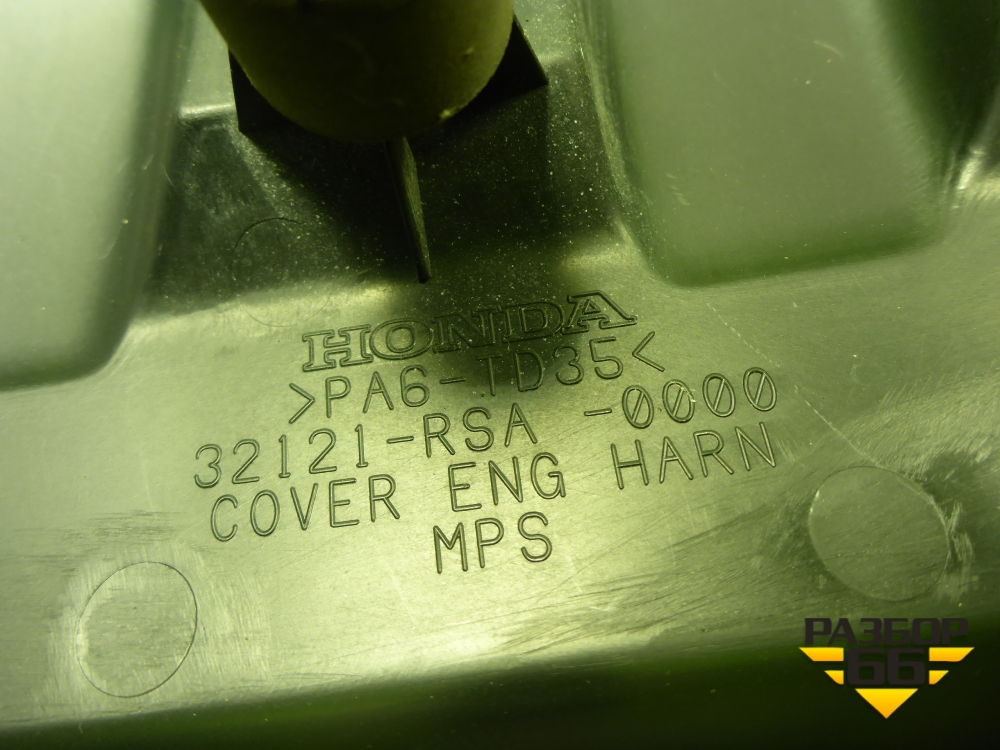 HONDA
>PA6-TD35<
32121-RSA -0000
COVER ENG HARN
MPS
РАЗБОР
66